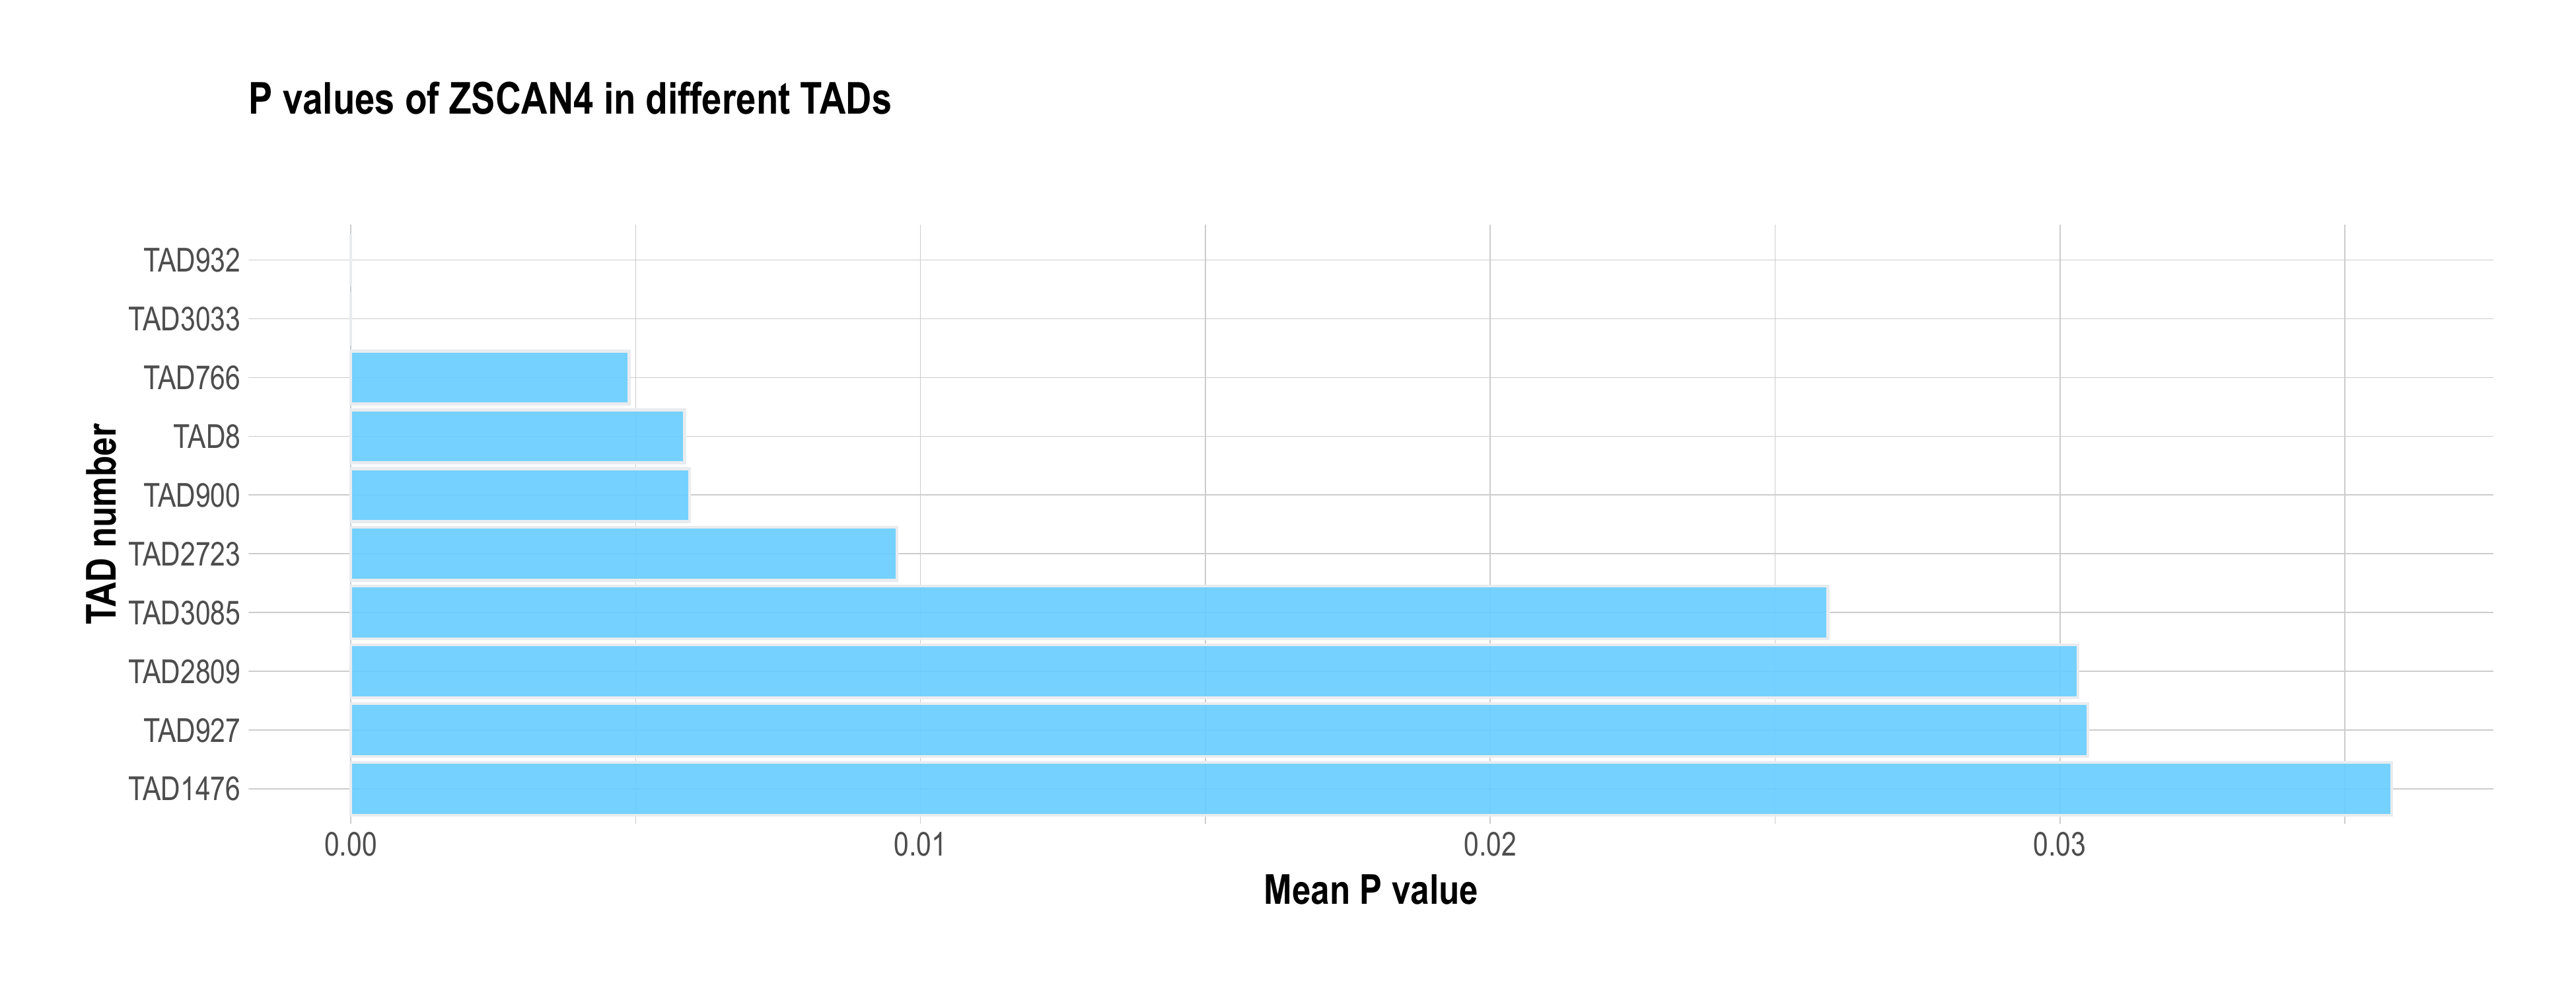 P values of ZSCAN4 in different TADs
TAD number
TAD932
TAD3033
TAD766
TAD8
TAD900
TAD2723
TAD3085
TAD2809
TAD927
TAD1476
0.00 0.01 0.02 0.03
Mean P value